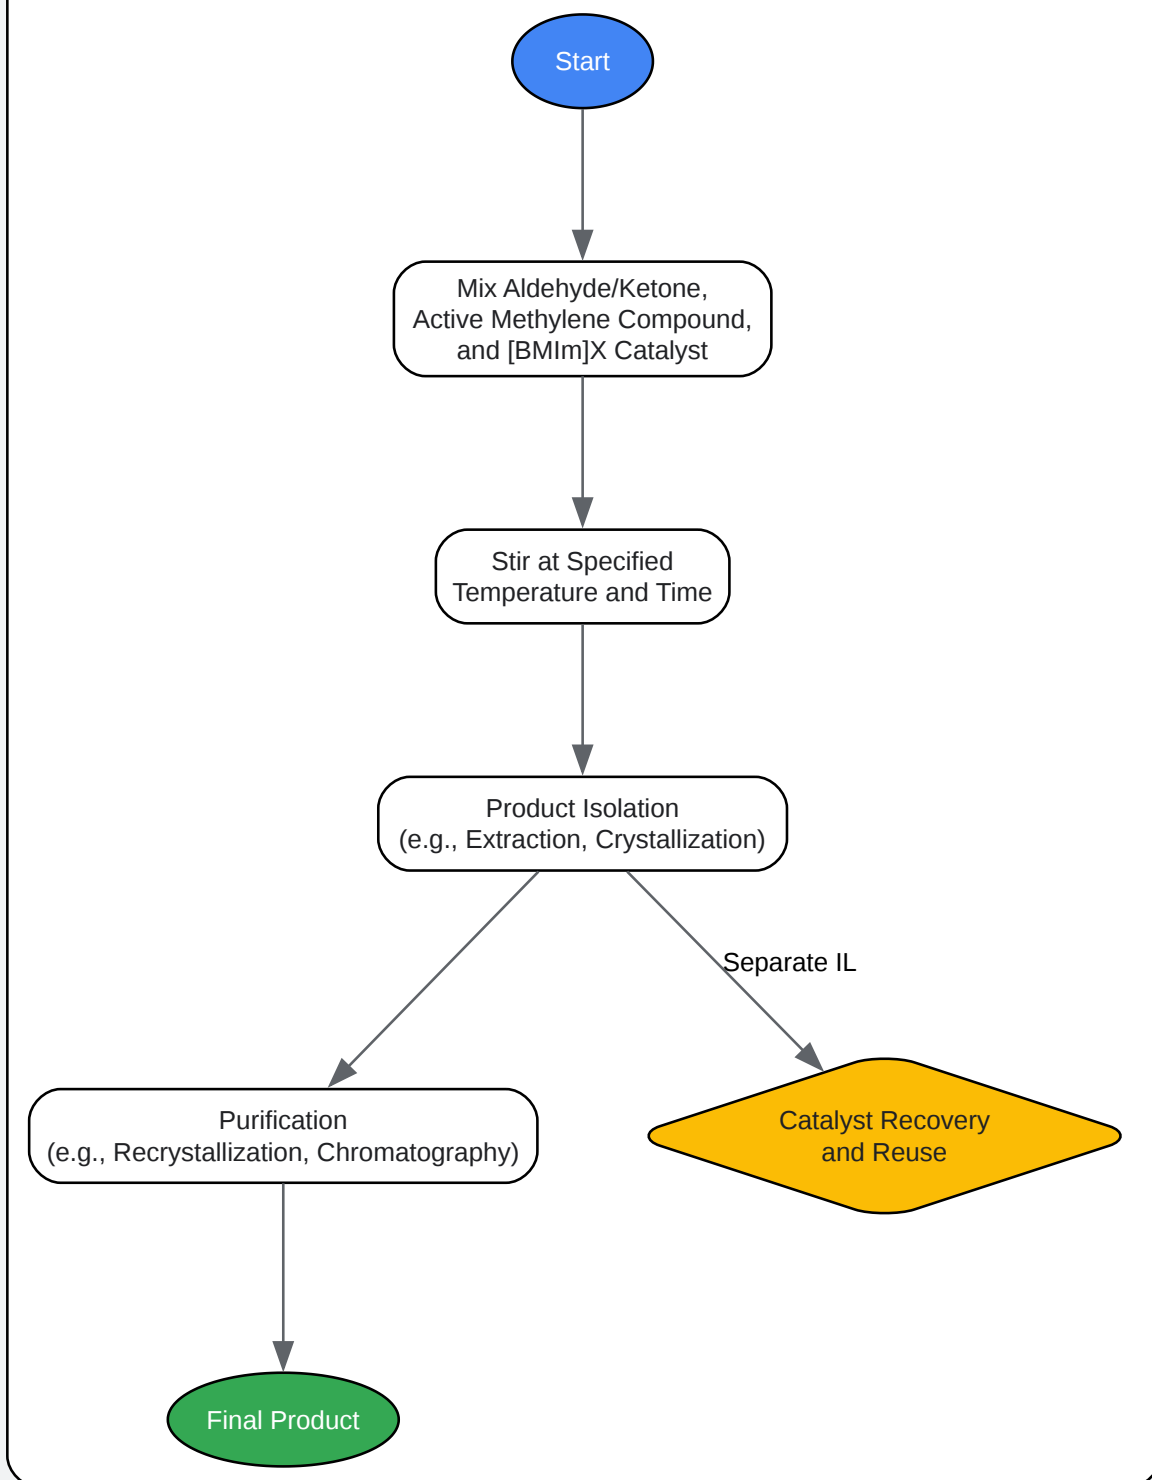 Start
Mix Aldehyde/Ketone,
Active Methylene Compound,
and [BMIm]X Catalyst
Stir at Specified
Temperature and Time
Product Isolation
(e.g., Extraction, Crystallization)
Separate IL
Purification
(e.g., Recrystallization, Chromatography)
Catalyst Recovery
and Reuse
Final Product